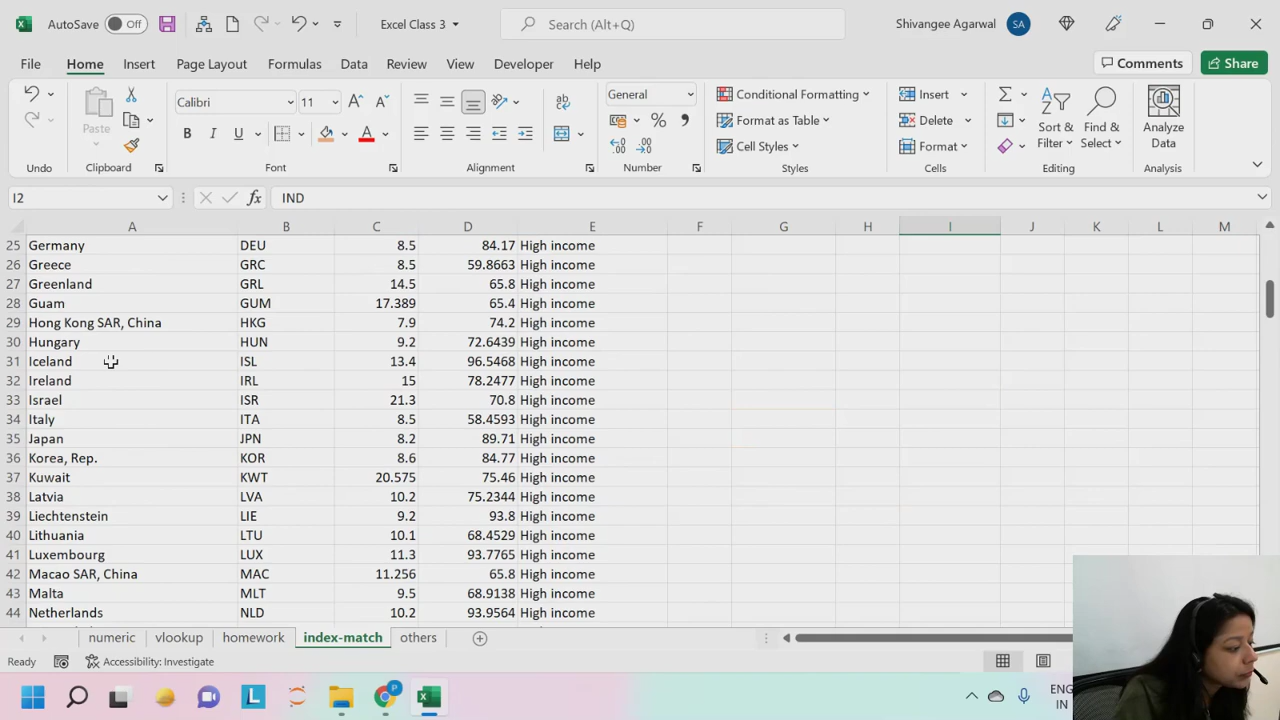 AutoSave Off Excel Class 3 Search (Alt+Q) Shivangee Agarwal SA
File Home Insert Page Layout Formulas Data Review View Developer Help Comments Share
Calibri 11 General Conditional Formatting Insert
Paste Format as Table Delete Sort & Find & Analyze
B I U Cell Styles Format Filter Select Data
Undo Clipboard Font Alignment Number Styles Cells Editing Analysis
I2 fx IND
A B C D E F G H I J K L M
25 Germany DEU 8.5 84.17 High income
26 Greece GRC 8.5 59.8663 High income
27 Greenland GRL 14.5 65.8 High income
28 Guam GUM 17.389 65.4 High income
29 Hong Kong SAR, China HKG 7.9 74.2 High income
30 Hungary HUN 9.2 72.6439 High income
31 Iceland ISL 13.4 96.5468 High income
32 Ireland IRL 15 78.2477 High income
33 Israel ISR 21.3 70.8 High income
34 Italy ITA 8.5 58.4593 High income
35 Japan JPN 8.2 89.71 High income
36 Korea, Rep. KOR 8.6 84.77 High income
37 Kuwait KWT 20.575 75.46 High income
38 Latvia LVA 10.2 75.2344 High income
39 Liechtenstein LIE 9.2 93.8 High income
40 Lithuania LTU 10.1 68.4529 High income
41 Luxembourg LUX 11.3 93.7765 High income
42 Macao SAR, China MAC 11.256 65.8 High income
43 Malta MLT 9.5 68.9138 High income
44 Netherlands NLD 10.2 93.9564 High income
numeric vlookup homework index-match others
Ready Accessibility: Investigate
ENG
IN